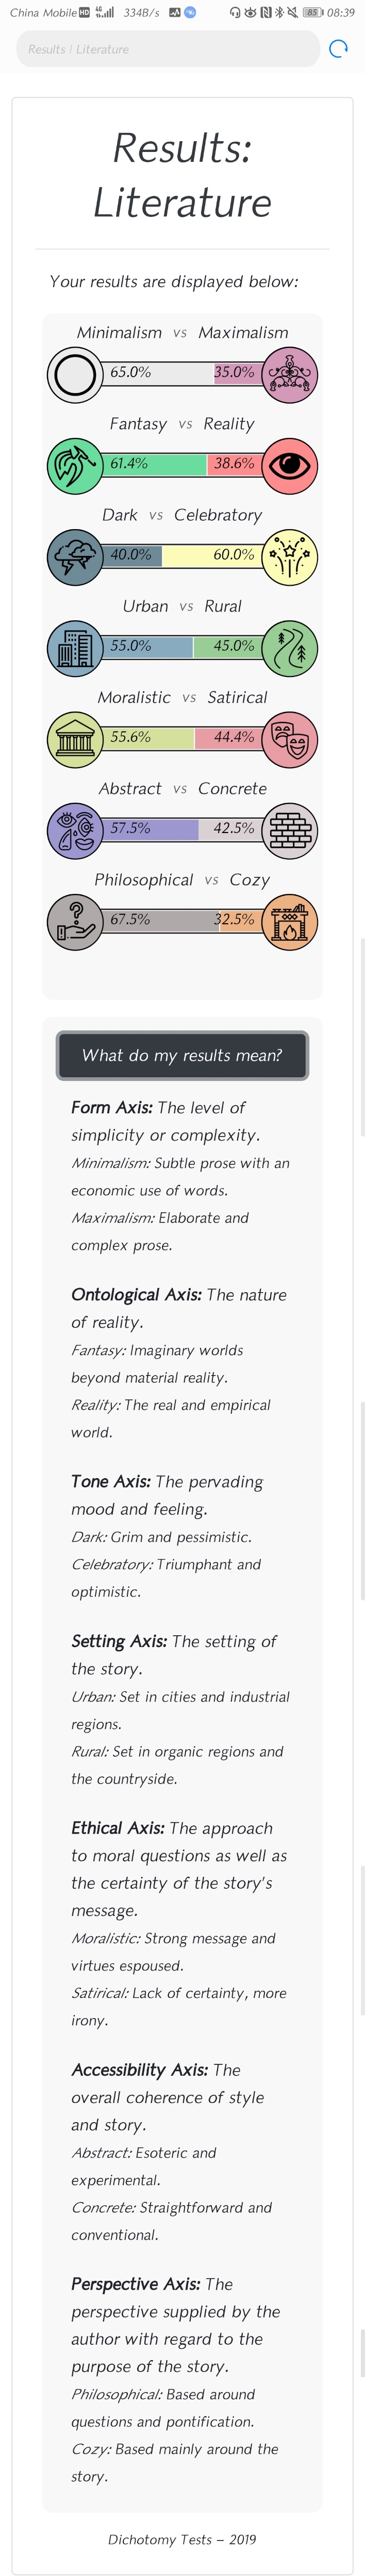 China Mobile HD 4G 334B/s 85 08:39
Results | Literature
Results:
Literature
Your results are displayed below:
Minimalism vs Maximalism
65.0% 35.0%
Fantasy vs Reality
61.4% 38.6%
Dark vs Celebratory
40.0% 60.0%
Urban vs Rural
55.0% 45.0%
Moralistic vs Satirical
55.6% 44.4%
Abstract vs Concrete
57.5% 42.5%
Philosophical vs Cozy
67.5% 32.5%
What do my results mean?
Form Axis: The level of
simplicity or complexity.
Minimalism: Subtle prose with an
economic use of words.
Maximalism: Elaborate and
complex prose.
Ontological Axis: The nature
of reality.
Fantasy: Imaginary worlds
beyond material reality.
Reality: The real and empirical
world.
Tone Axis: The pervading
mood and feeling.
Dark: Grim and pessimistic.
Celebratory: Triumphant and
optimistic.
Setting Axis: The setting of
the story.
Urban: Set in cities and industrial
regions.
Rural: Set in organic regions and
the countryside.
Ethical Axis: The approach
to moral questions as well as
the certainty of the story's
message.
Moralistic: Strong message and
virtues espoused.
Satirical: Lack of certainty, more
irony.
Accessibility Axis: The
overall coherence of style
and story.
Abstract: Esoteric and
experimental.
Concrete: Straightforward and
conventional.
Perspective Axis: The
perspective supplied by the
author with regard to the
purpose of the story.
Philosophical: Based around
questions and pontification.
Cozy: Based mainly around the
story.
Dichotomy Tests – 2019